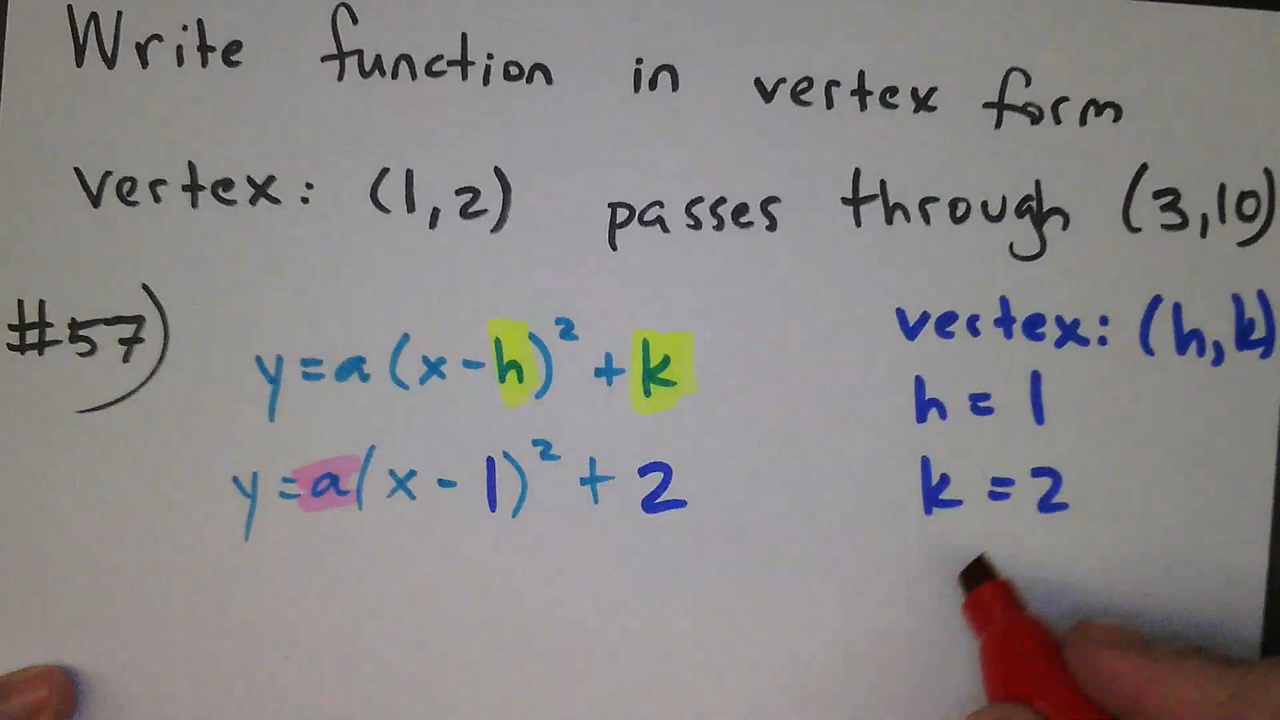 Write function in vertex form
vertex: (1,2) passes through (3,10)
#57)
y=a(x-h)²+k
y=a(x-1)²+2
vertex: (h,k)
h=1
k=2